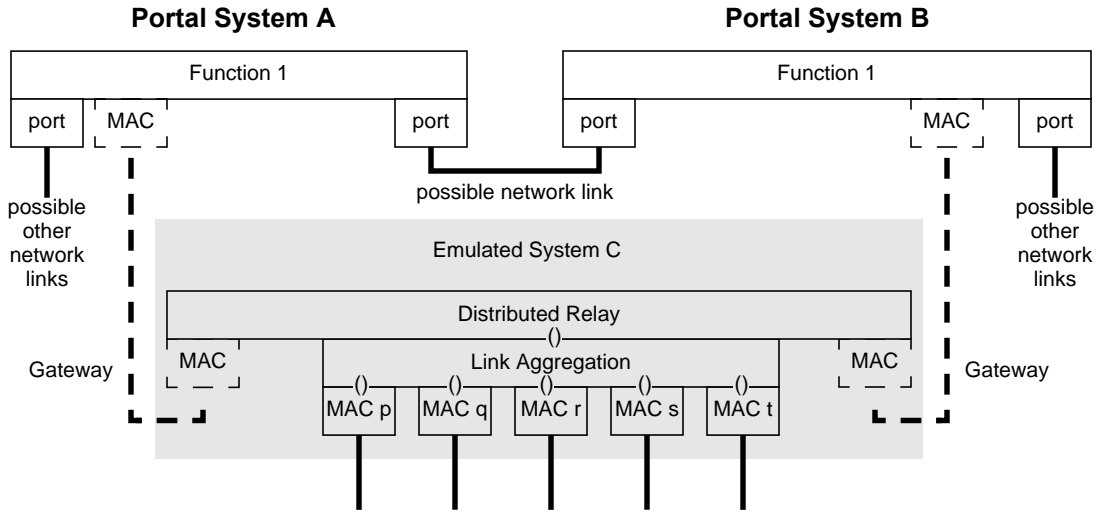 Portal System A
Portal System B
Function 1
Function 1
port
MAC
port
port
MAC
port
possible network link
possible
other
network
links
possible
other
network
links
Emulated System C
Distributed Relay
()
MAC
Link Aggregation
MAC
Gateway
Gateway
() () () () ()
MAC p
MAC q
MAC r
MAC s
MAC t